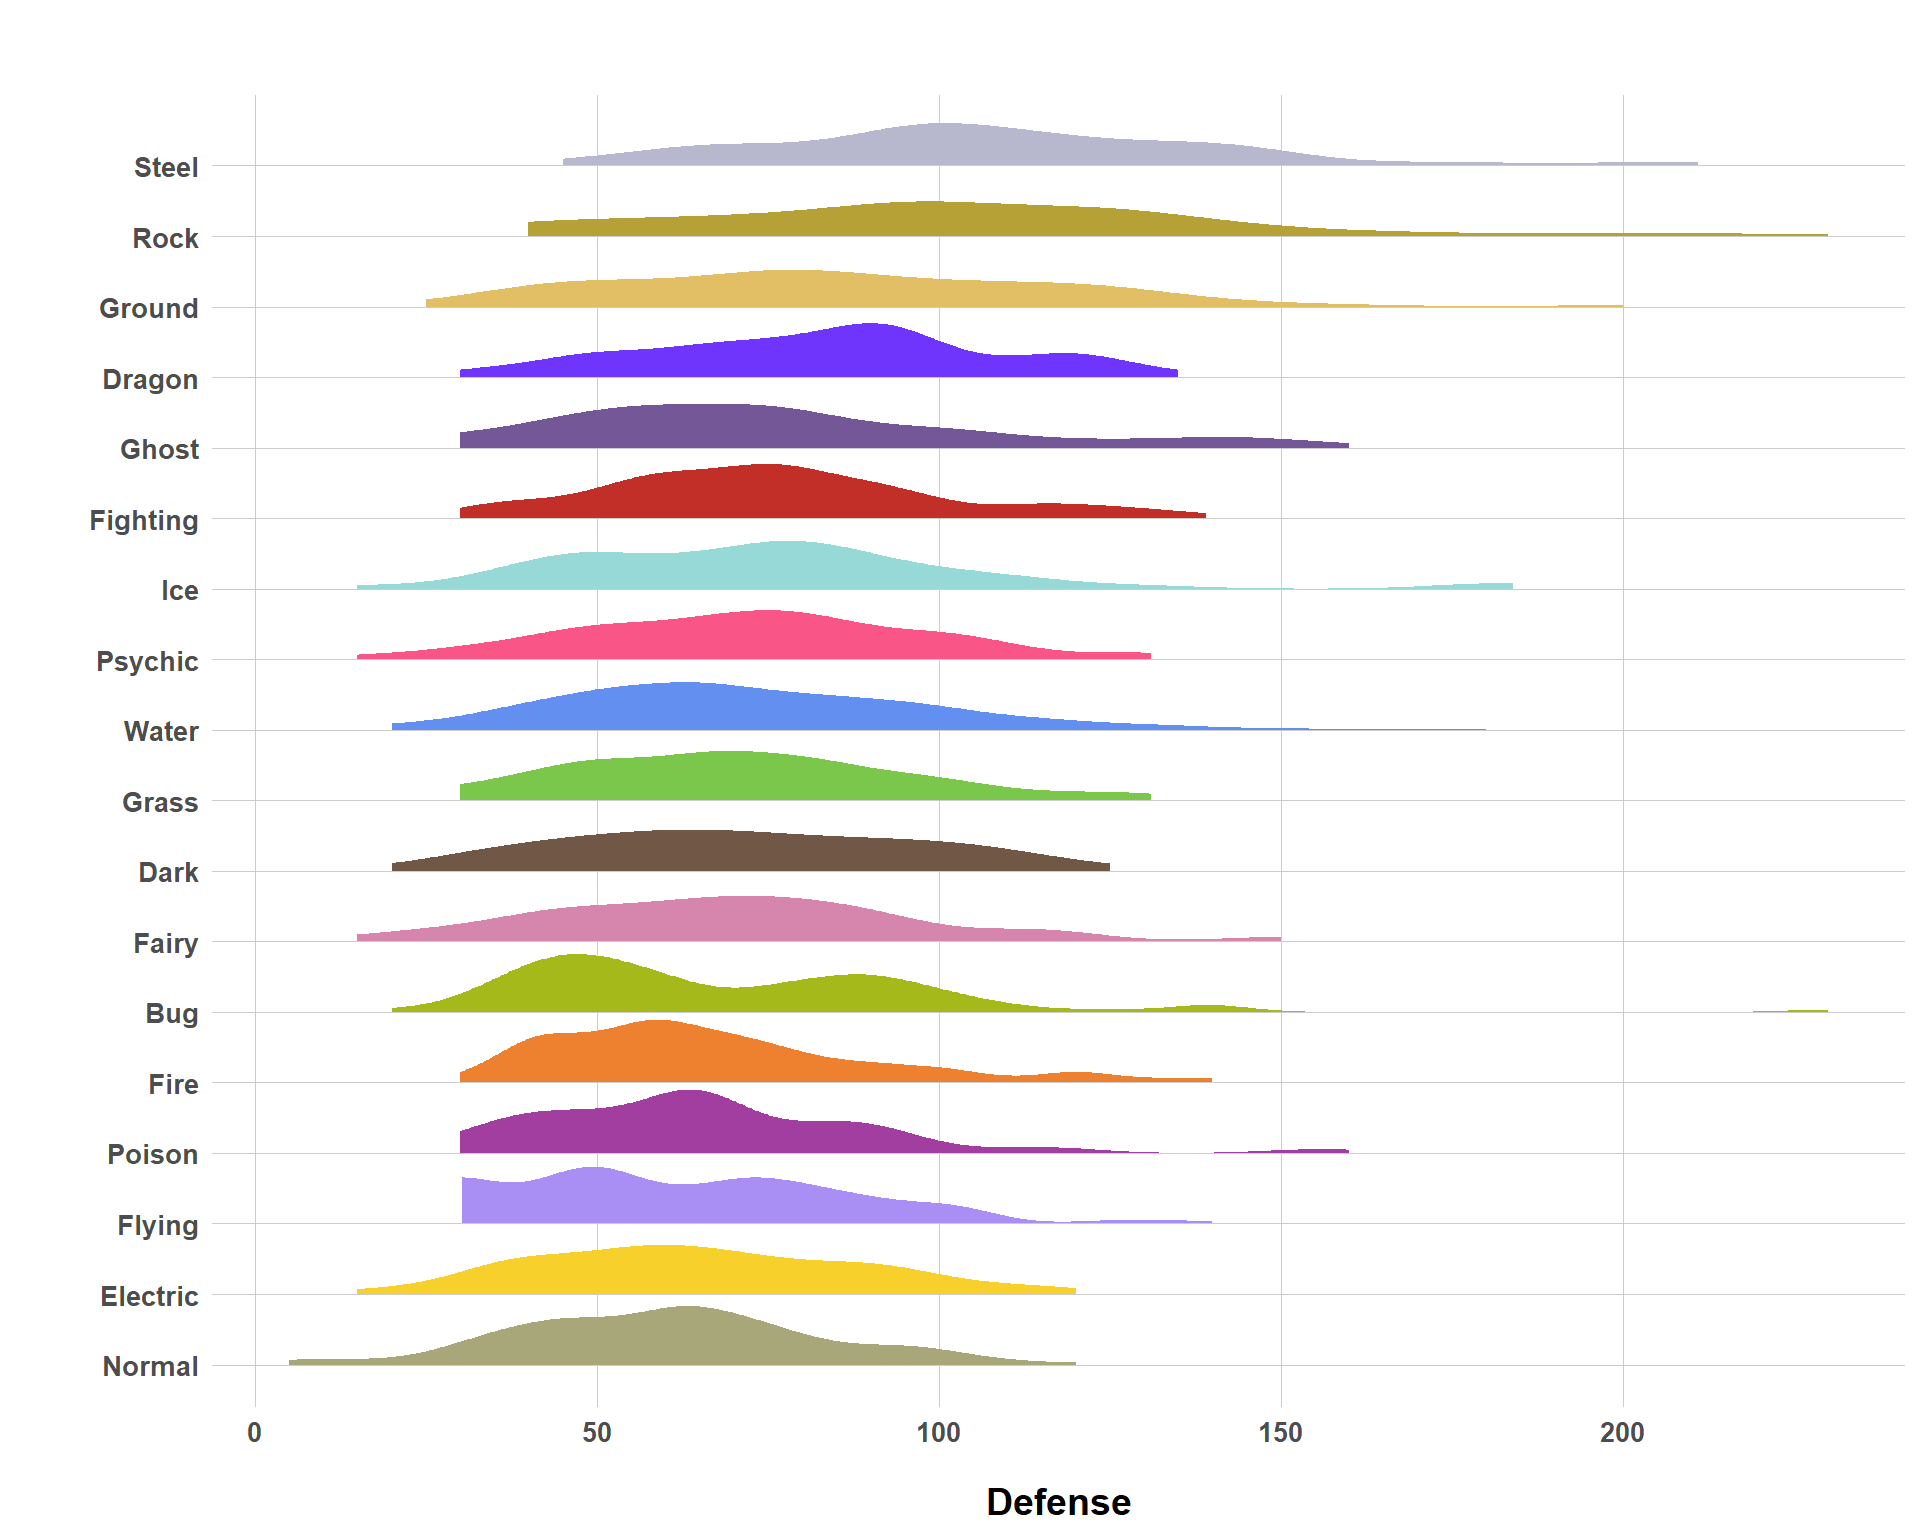 Steel
Rock
Ground
Dragon
Ghost
Fighting
Ice
Psychic
Water
Grass
Dark
Fairy
Bug
Fire
Poison
Flying
Electric
Normal
0 50 100 150 200
Defense